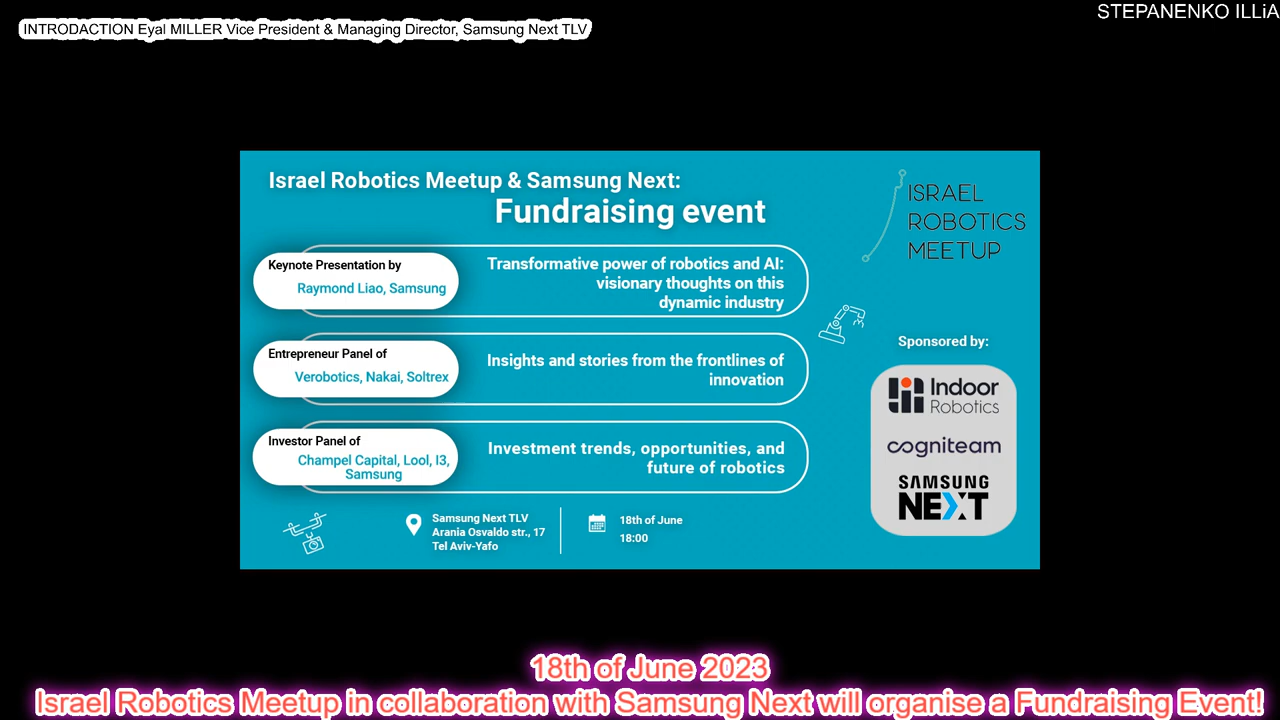 STEPANENKO ILLiA
INTRODACTION Eyal MILLER Vice President & Managing Director, Samsung Next TLV
Israel Robotics Meetup & Samsung Next:
Fundraising event
ISRAEL
ROBOTICS
MEETUP
Keynote Presentation by
Raymond Liao, Samsung
Transformative power of robotics and AI:
visionary thoughts on this
dynamic industry
Entrepreneur Panel of
Verobotics, Nakai, Soltrex
Insights and stories from the frontlines of
innovation
Investor Panel of
Champel Capital, Lool, I3,
Samsung
Investment trends, opportunities, and
future of robotics
Sponsored by:
Indoor
Robotics
cogniteam
SAMSUNG
NEXT
Samsung Next TLV
Arania Osvaldo str., 17
Tel Aviv-Yafo
18th of June
18:00
18th of June 2023
Israel Robotics Meetup in collaboration with Samsung Next will organise a Fundraising Event!